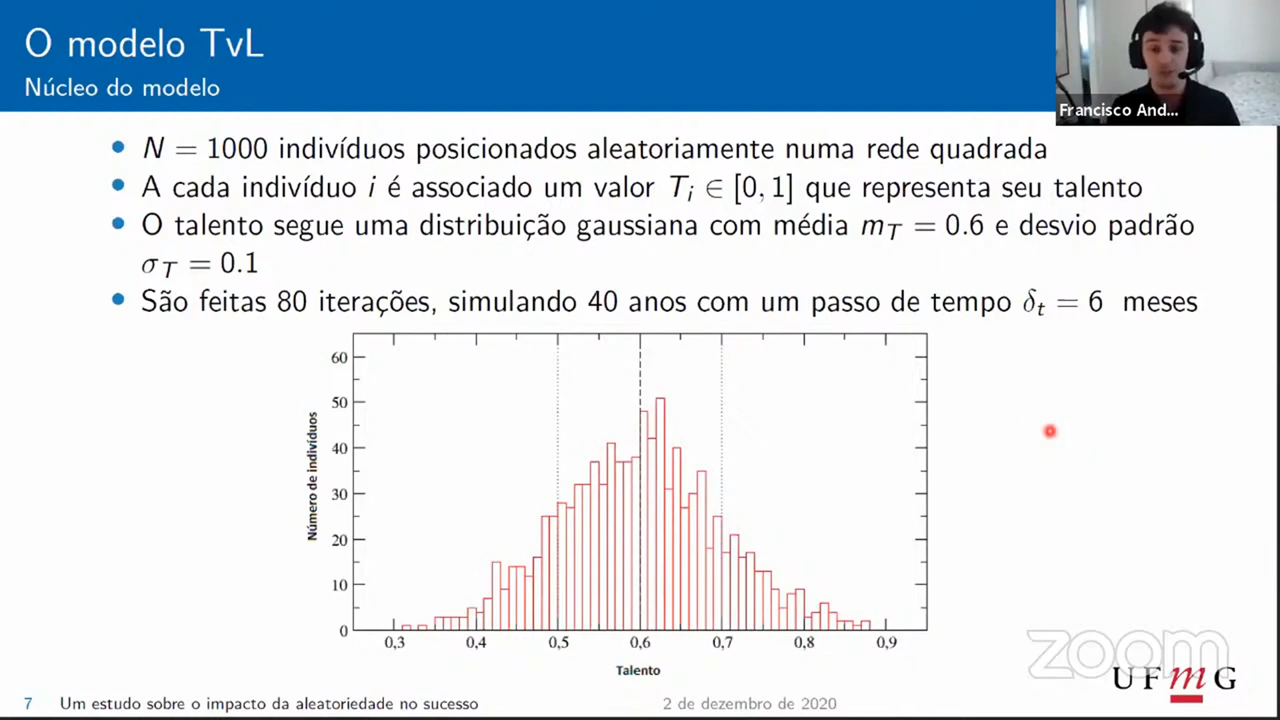 O modelo TvL
Núcleo do modelo
Francisco And...
• N = 1000 indivíduos posicionados aleatoriamente numa rede quadrada
• A cada indivíduo i é associado um valor T_i ∈ [0, 1] que representa seu talento
• O talento segue uma distribuição gaussiana com média m_T = 0.6 e desvio padrão
σ_T = 0.1
• São feitas 80 iterações, simulando 40 anos com um passo de tempo δ_t = 6 meses
60
50
40
30
20
10
0
Número de indivíduos
0,3 0,4 0,5 0,6 0,7 0,8 0,9
Talento
zoom
UFmG
7 Um estudo sobre o impacto da aleatoriedade no sucesso 2 de dezembro de 2020